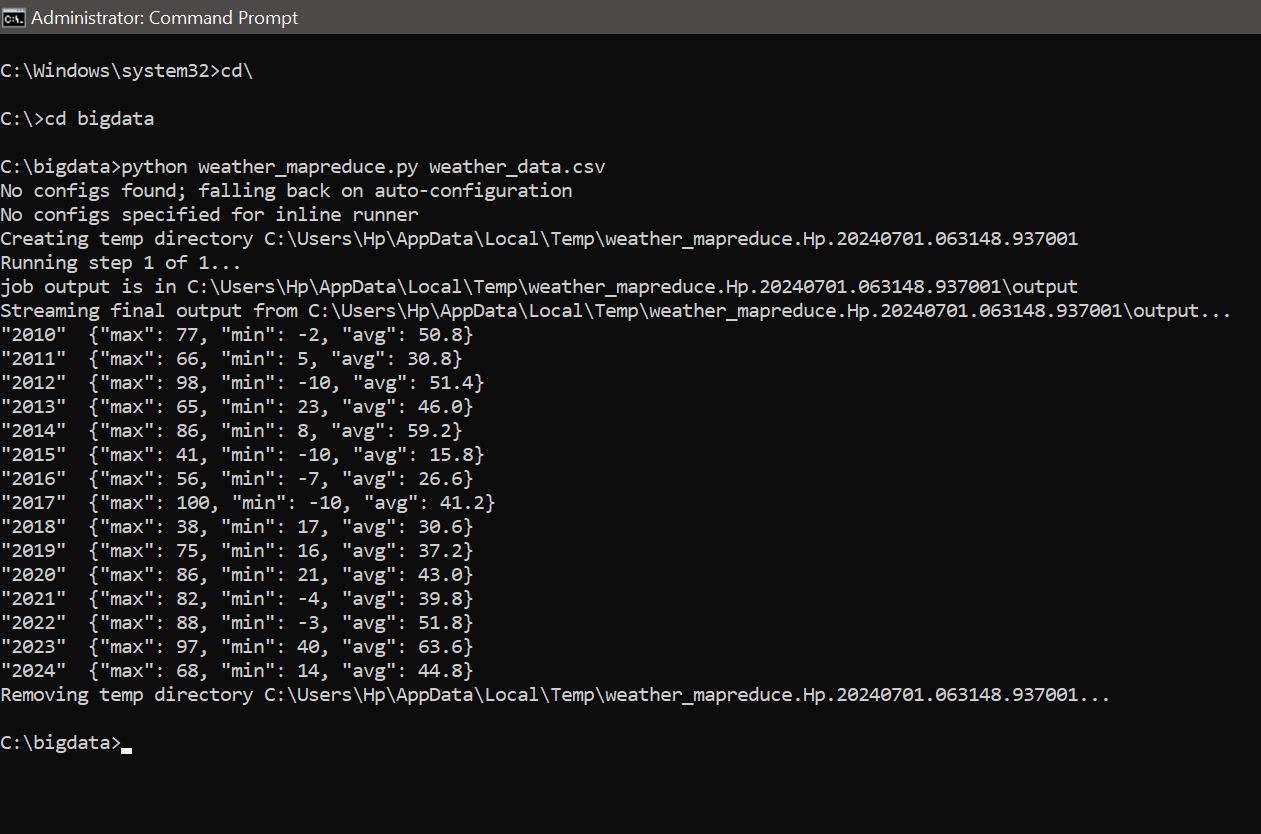 Administrator: Command Prompt
C:\Windows\system32>cd\
C:\>cd bigdata
C:\bigdata>python weather_mapreduce.py weather_data.csv
No configs found; falling back on auto-configuration
No configs specified for inline runner
Creating temp directory C:\Users\Hp\AppData\Local\Temp\weather_mapreduce.Hp.20240701.063148.937001
Running step 1 of 1...
job output is in C:\Users\Hp\AppData\Local\Temp\weather_mapreduce.Hp.20240701.063148.937001\output
Streaming final output from C:\Users\Hp\AppData\Local\Temp\weather_mapreduce.Hp.20240701.063148.937001\output...
"2010"  {"max": 77, "min": -2, "avg": 50.8}
"2011"  {"max": 66, "min": 5, "avg": 30.8}
"2012"  {"max": 98, "min": -10, "avg": 51.4}
"2013"  {"max": 65, "min": 23, "avg": 46.0}
"2014"  {"max": 86, "min": 8, "avg": 59.2}
"2015"  {"max": 41, "min": -10, "avg": 15.8}
"2016"  {"max": 56, "min": -7, "avg": 26.6}
"2017"  {"max": 100, "min": -10, "avg": 41.2}
"2018"  {"max": 38, "min": 17, "avg": 30.6}
"2019"  {"max": 75, "min": 16, "avg": 37.2}
"2020"  {"max": 86, "min": 21, "avg": 43.0}
"2021"  {"max": 82, "min": -4, "avg": 39.8}
"2022"  {"max": 88, "min": -3, "avg": 51.8}
"2023"  {"max": 97, "min": 40, "avg": 63.6}
"2024"  {"max": 68, "min": 14, "avg": 44.8}
Removing temp directory C:\Users\Hp\AppData\Local\Temp\weather_mapreduce.Hp.20240701.063148.937001...
C:\bigdata>